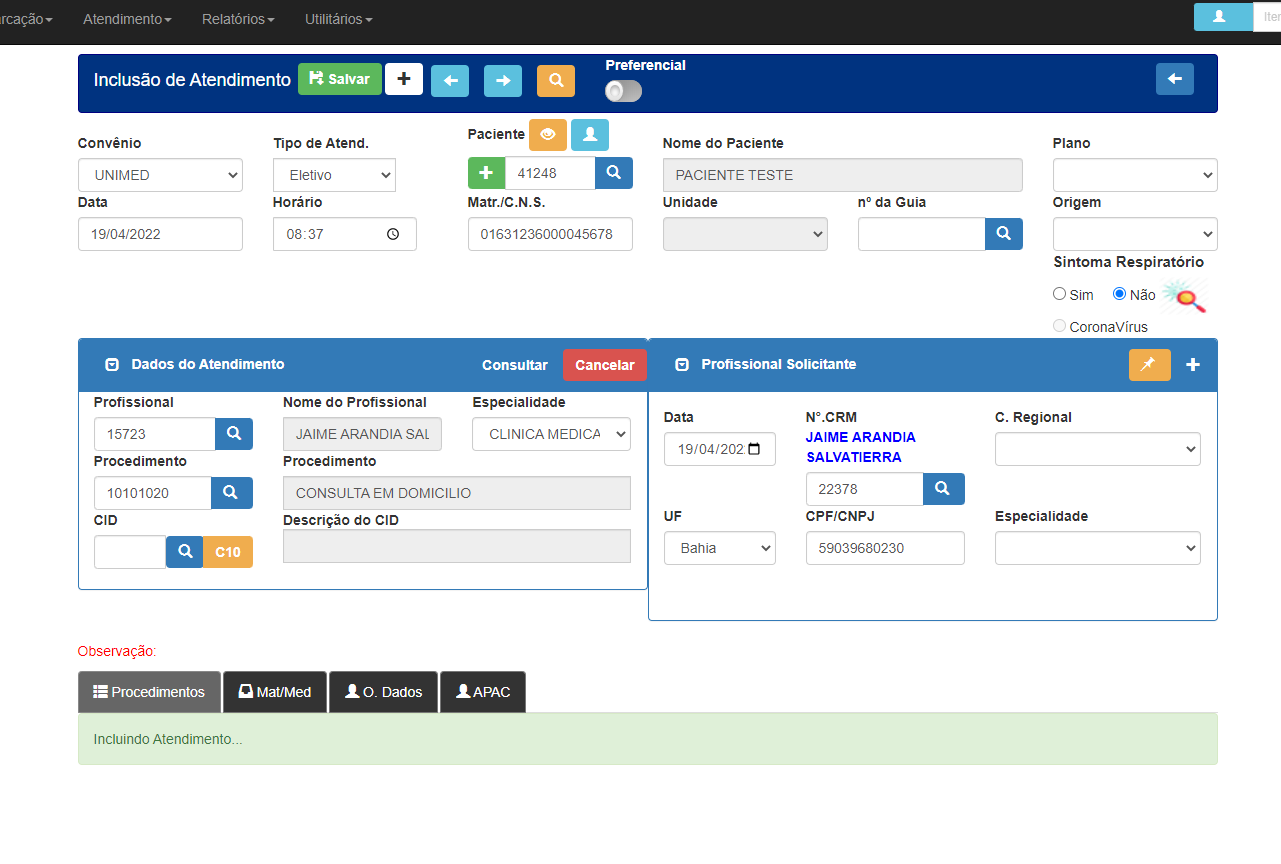 Atendimento Relatórios Utilitários
Inclusão de Atendimento Salvar Preferencial
Convênio Tipo de Atend. Paciente Nome do Paciente Plano
UNIMED Eletivo 41248 PACIENTE TESTE
Data Horário Matr./C.N.S. Unidade nº da Guia Origem
19/04/2022 08:37 01631236000045678
Sintoma Respiratório
Sim Não
CoronaVírus
Dados do Atendimento Consultar Cancelar
Profissional Nome do Profissional Especialidade
15723 JAIME ARANDIA SAL CLINICA MEDICA
Procedimento Procedimento
10101020 CONSULTA EM DOMICILIO
CID Descrição do CID
C10
Profissional Solicitante
Data N°.CRM C. Regional
19/04/202 JAIME ARANDIA
SALVATIERRA
22378
UF CPF/CNPJ Especialidade
Bahia 59039680230
Observação:
Procedimentos Mat/Med O. Dados APAC
Incluindo Atendimento...